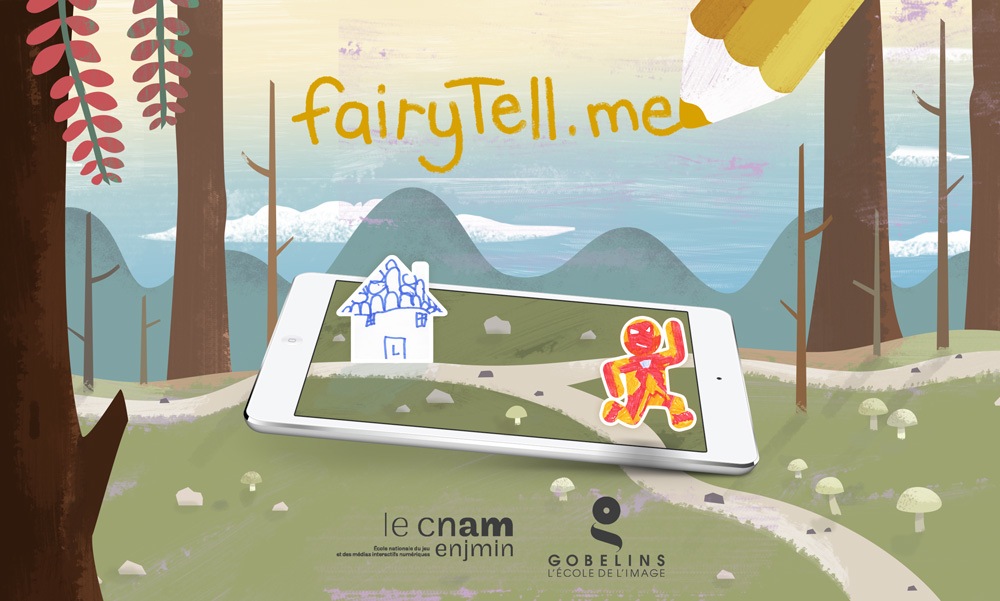 fairyTell.me
le cnam
enjmin
École nationale du jeu
et des médias interactifs numériques
GOBELINS
L'ÉCOLE DE L'IMAGE